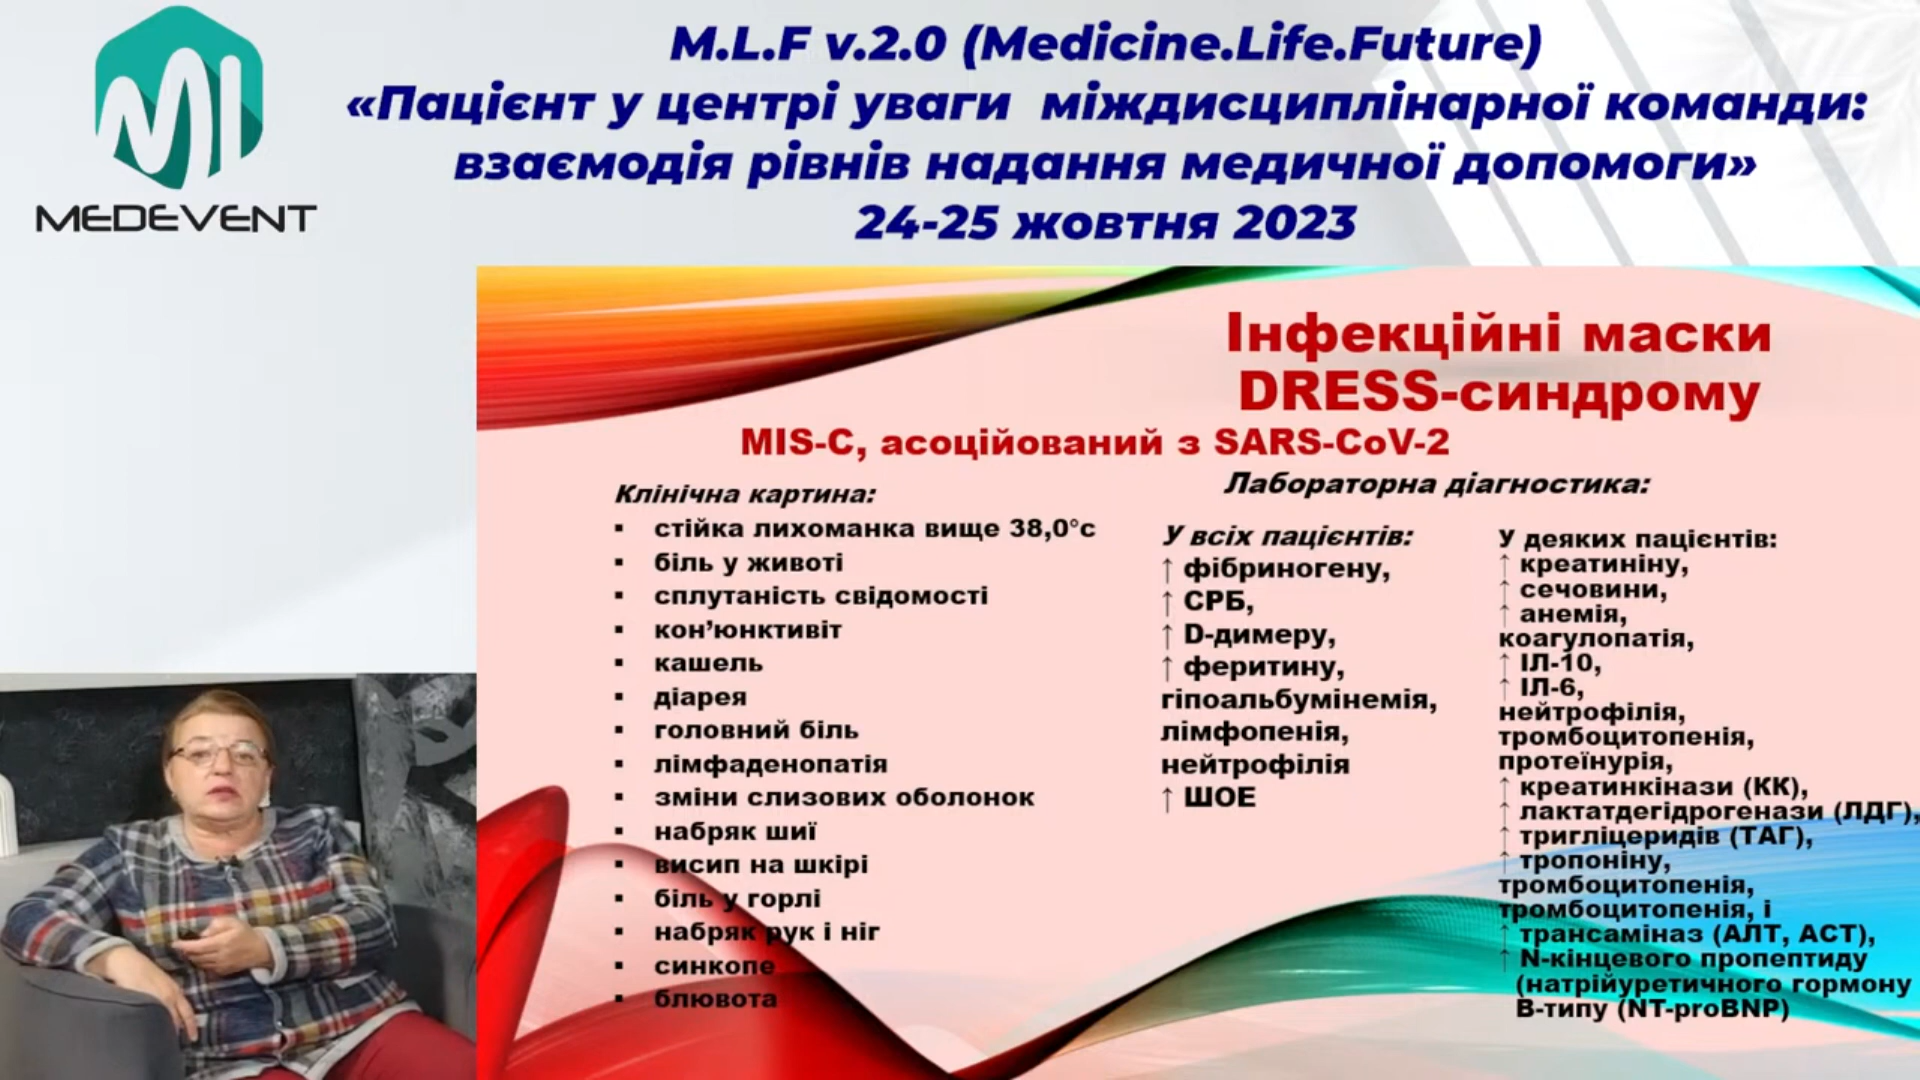 MEDEVENT
M.L.F v.2.0 (Medicine.Life.Future)
«Пацієнт у центрі уваги міждисциплінарної команди:
взаємодія рівнів надання медичної допомоги»
24-25 жовтня 2023
Інфекційні маски
DRESS-синдрому
MIS-C, асоційований з SARS-CoV-2
Клінічна картина:
▪ стійка лихоманка вище 38,0°с
▪ біль у животі
▪ сплутаність свідомості
▪ кон’юнктивіт
▪ кашель
▪ діарея
▪ головний біль
▪ лімфаденопатія
▪ зміни слизових оболонок
▪ набряк шиї
▪ висип на шкірі
▪ біль у горлі
▪ набряк рук і ніг
▪ синкопе
▪ блювота
Лабораторна діагностика:
У всіх пацієнтів:
↑ фібриногену,
↑ СРБ,
↑ D-димеру,
↑ феритину,
гіпоальбумінемія,
лімфопенія,
нейтрофілія
↑ ШОЕ
У деяких пацієнтів:
↑ креатиніну,
↑ сечовини,
↑ анемія,
коагулопатія,
↑ ІЛ-10,
↑ ІЛ-6,
нейтрофілія,
тромбоцитопенія,
протеїнурія,
↑ креатинкінази (КК),
↑ лактатдегідрогенази (ЛДГ),
↑ тригліцеридів (ТАГ),
↑ тропоніну,
тромбоцитопенія,
тромбоцитопенія, і
↑ трансаміназ (АЛТ, АСТ),
↑ N-кінцевого пропептиду
(натрійуретичного гормону
В-типу (NT-proBNP)